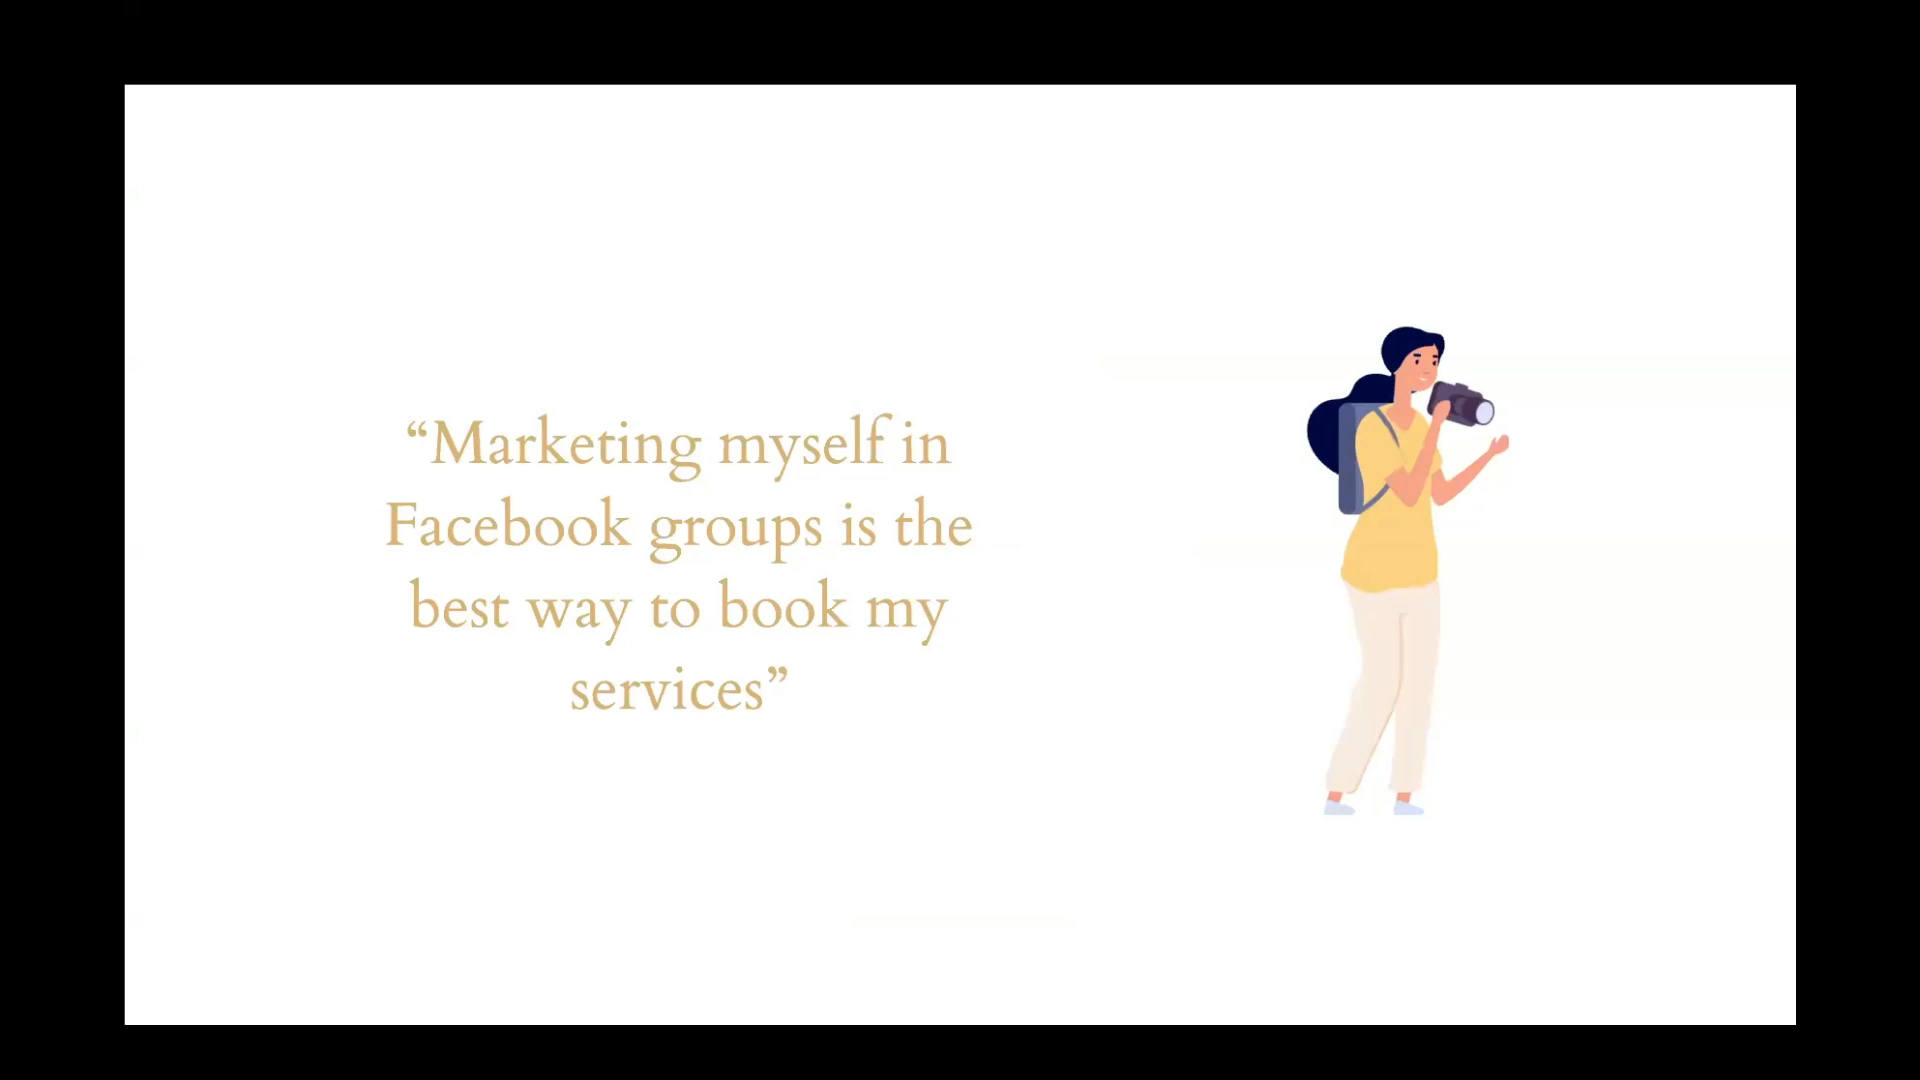 “Marketing myself in
Facebook groups is the
best way to book my
services”